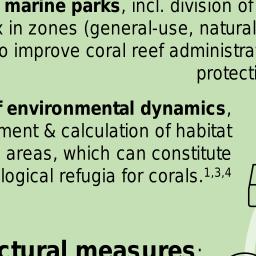 marine parks, incl. division of
in zones (general-use, natural
o improve coral reef administra
protecti
environmental dynamics,
ment & calculation of habitat
areas, which can constitute
logical refugia for corals.1,3,4
ctural measures: